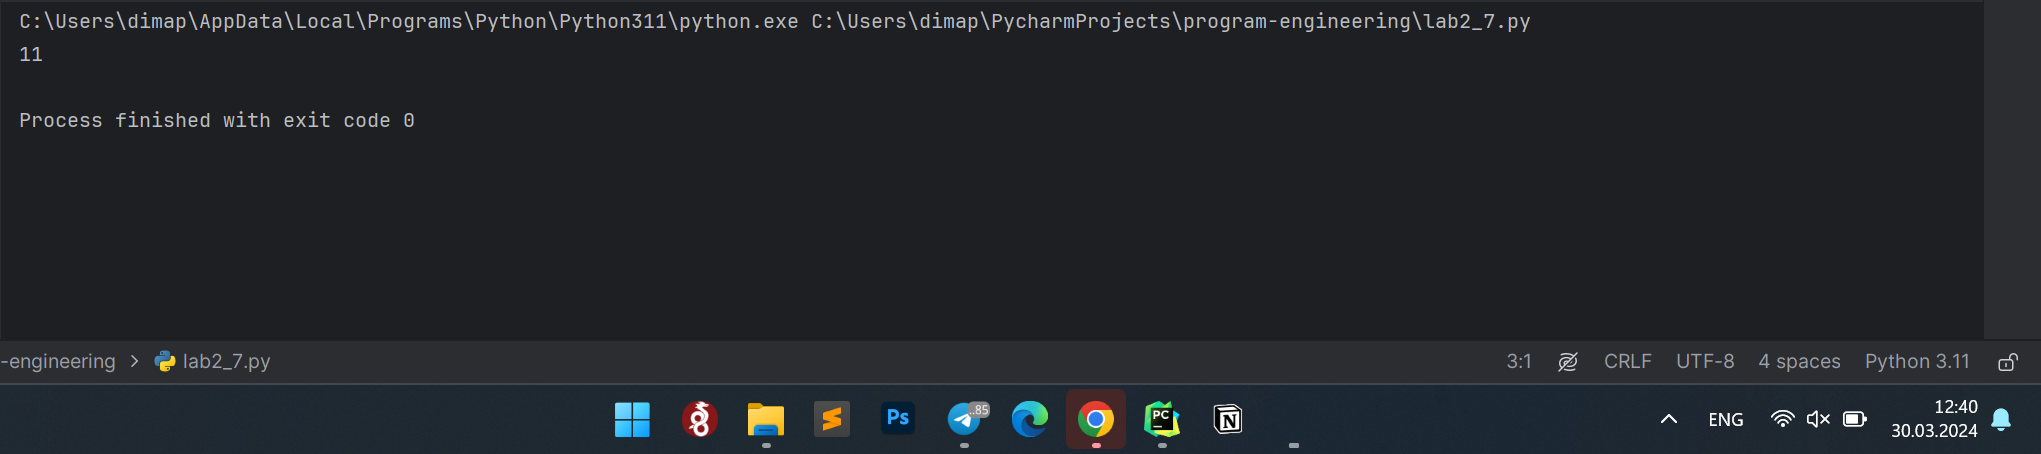 C:\Users\dimap\AppData\Local\Programs\Python\Python311\python.exe C:\Users\dimap\PycharmProjects\program-engineering\lab2_7.py
11
Process finished with exit code 0
-engineering > lab2_7.py 3:1 CRLF UTF-8 4 spaces Python 3.11
Ps ..85 PC N ENG 12:40
30.03.2024